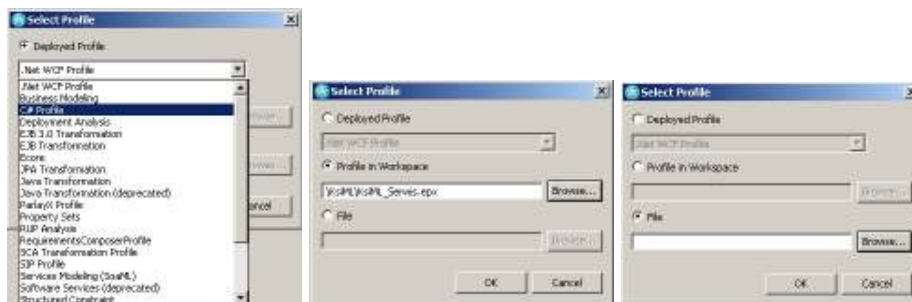 Select Profile
Deployed Profile
.Net WCF Profile
.Net WCF Profile
Business Modeling
C# Profile
Deployment Analysis
EJB 3.0 Transformation
EJB Transformation
Ecore
JPA Transformation
Java Transformation
Java Transformation (deprecated)
ParlayX Profile
Property Sets
RUP Analysis
RequirementsComposerProfile
SCA Transformation Profile
SIP Profile
Services Modeling (SoaML)
Software Services (deprecated)
Structured Constraint
Select Profile
Deployed Profile
.Net WCF Profile
Profile in Workspace
Browse...
File
Browse...
OK Cancel
Select Profile
Deployed Profile
.Net WCF Profile
Profile in Workspace
Browse...
File
Browse...
OK Cancel